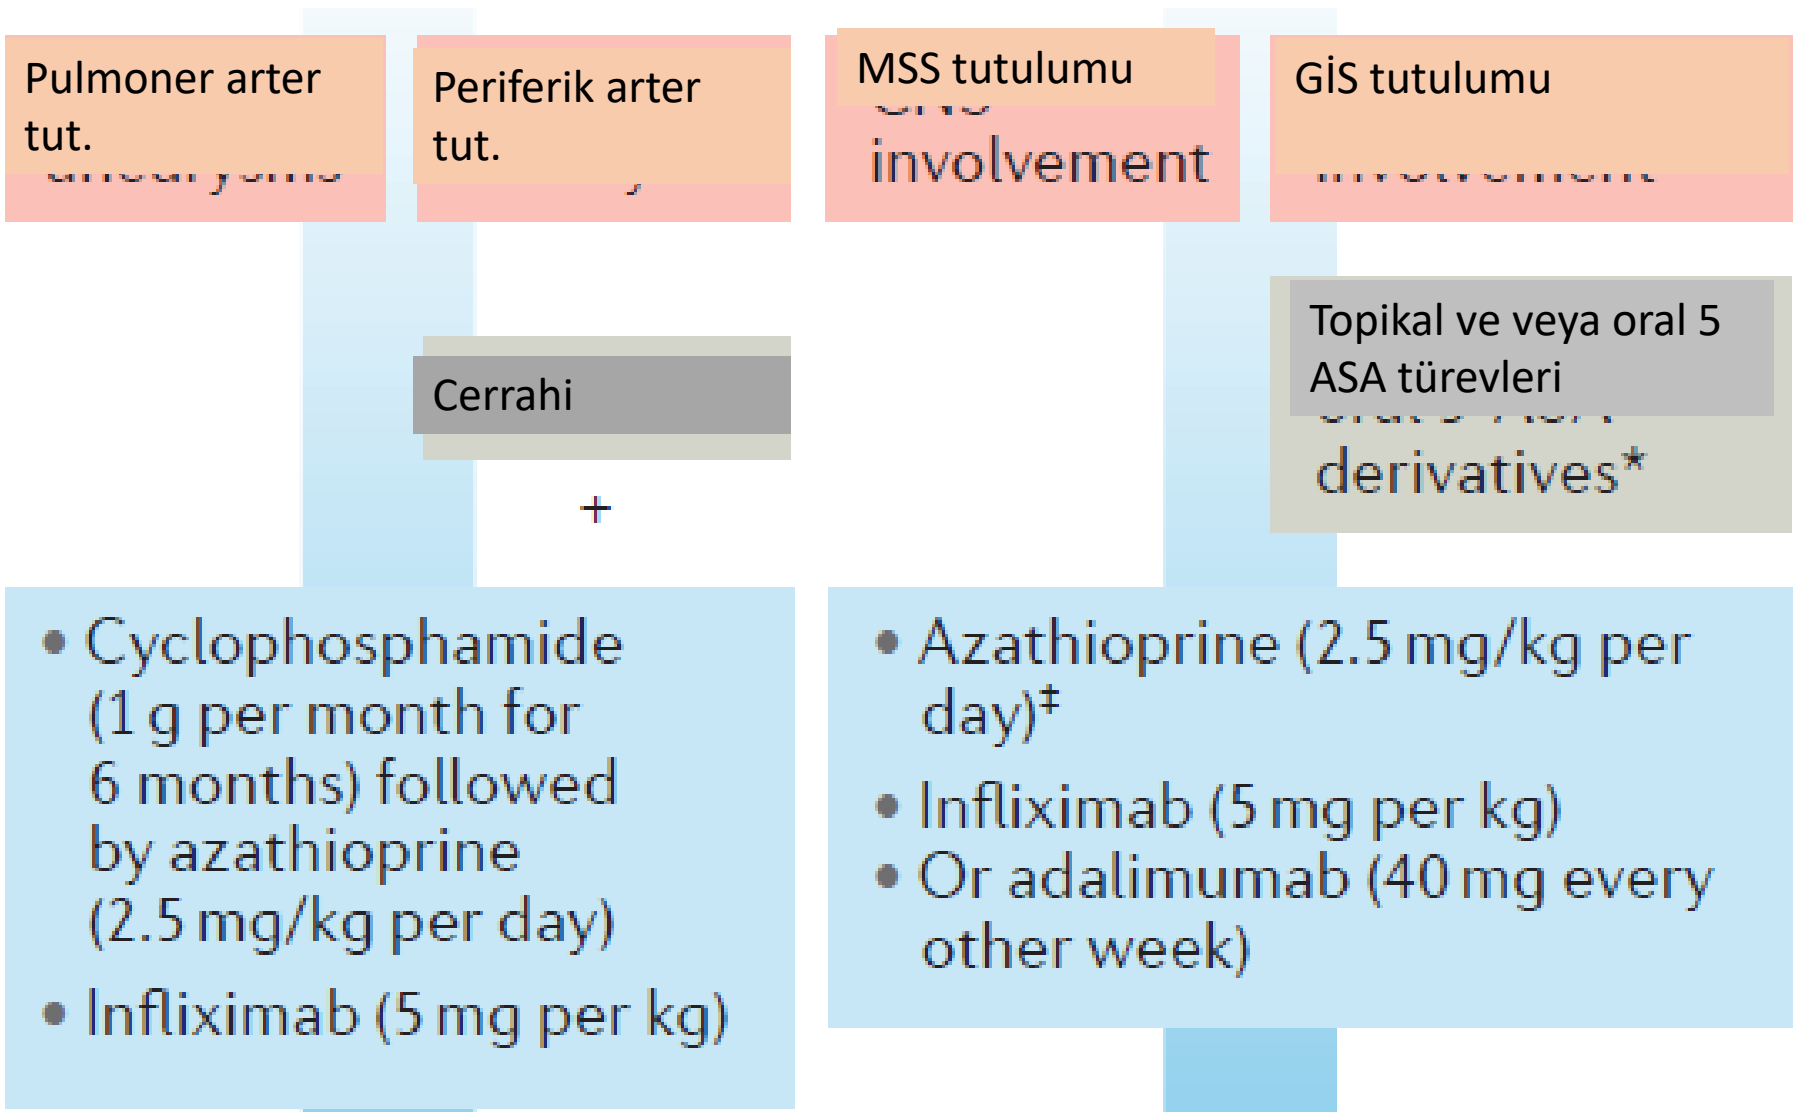 Pulmoner arter
tut.
Periferik arter
tut.
MSS tutulumu
involvement
GİS tutulumu
Cerrahi
+
Topikal ve veya oral 5
ASA türevleri
derivatives*
• Cyclophosphamide
(1 g per month for
6 months) followed
by azathioprine
(2.5 mg/kg per day)
• Infliximab (5 mg per kg)
• Azathioprine (2.5 mg/kg per
day)‡
• Infliximab (5 mg per kg)
• Or adalimumab (40 mg every
other week)